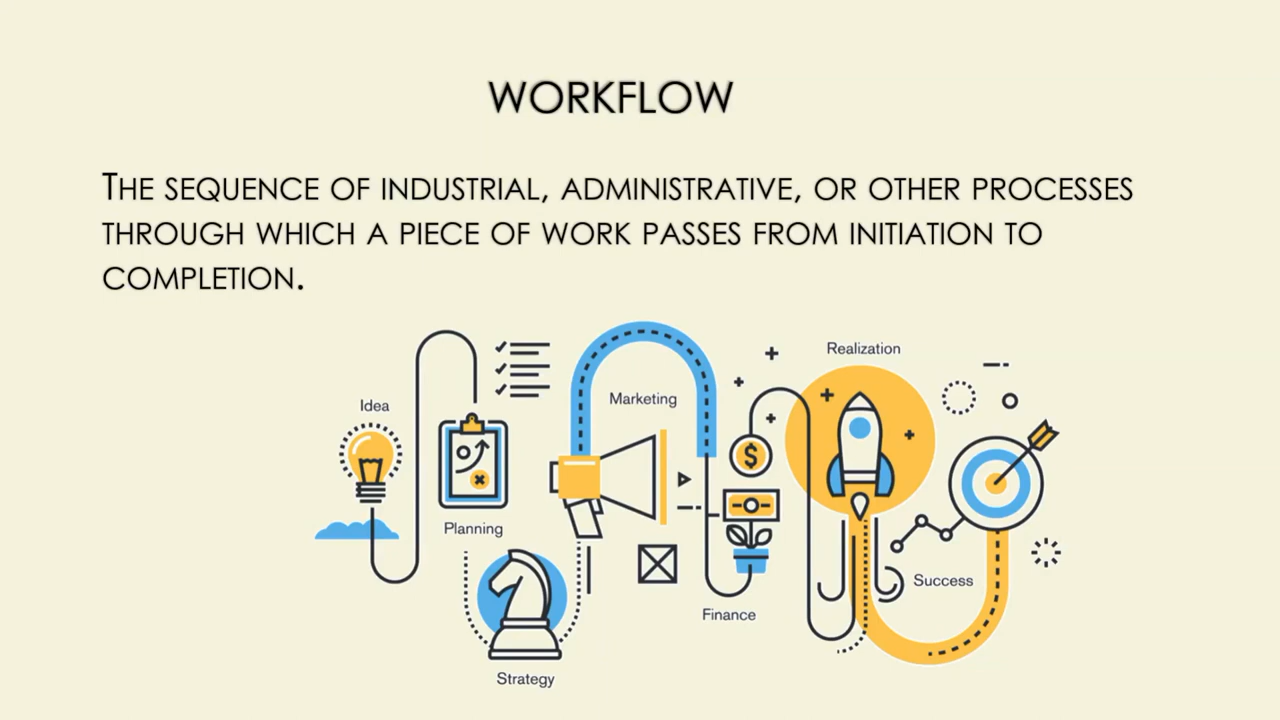 WORKFLOW
THE SEQUENCE OF INDUSTRIAL, ADMINISTRATIVE, OR OTHER PROCESSES
THROUGH WHICH A PIECE OF WORK PASSES FROM INITIATION TO
COMPLETION.
Realization
Idea
Marketing
$
Planning
Success
Finance
Strategy